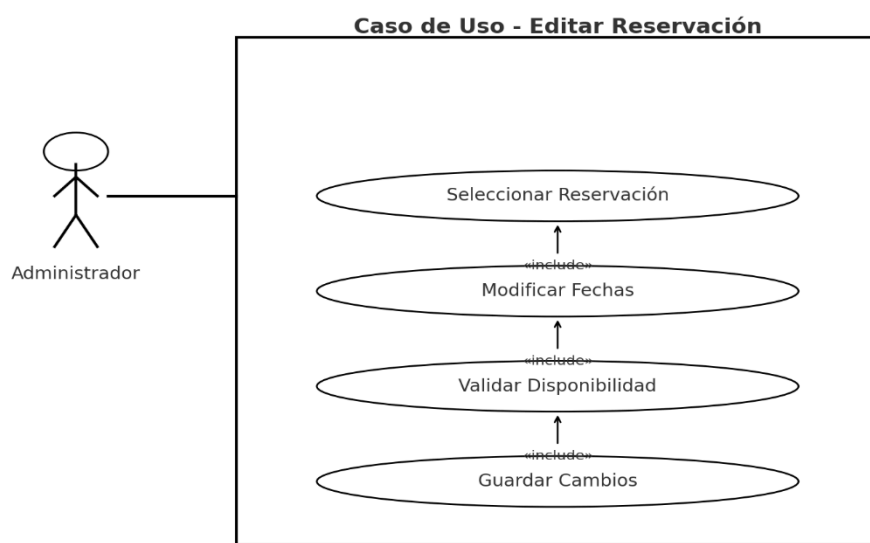 Caso de Uso - Editar Reservación
Seleccionar Reservación
«include»
Modificar Fechas
«include»
Validar Disponibilidad
«include»
Guardar Cambios
Administrador